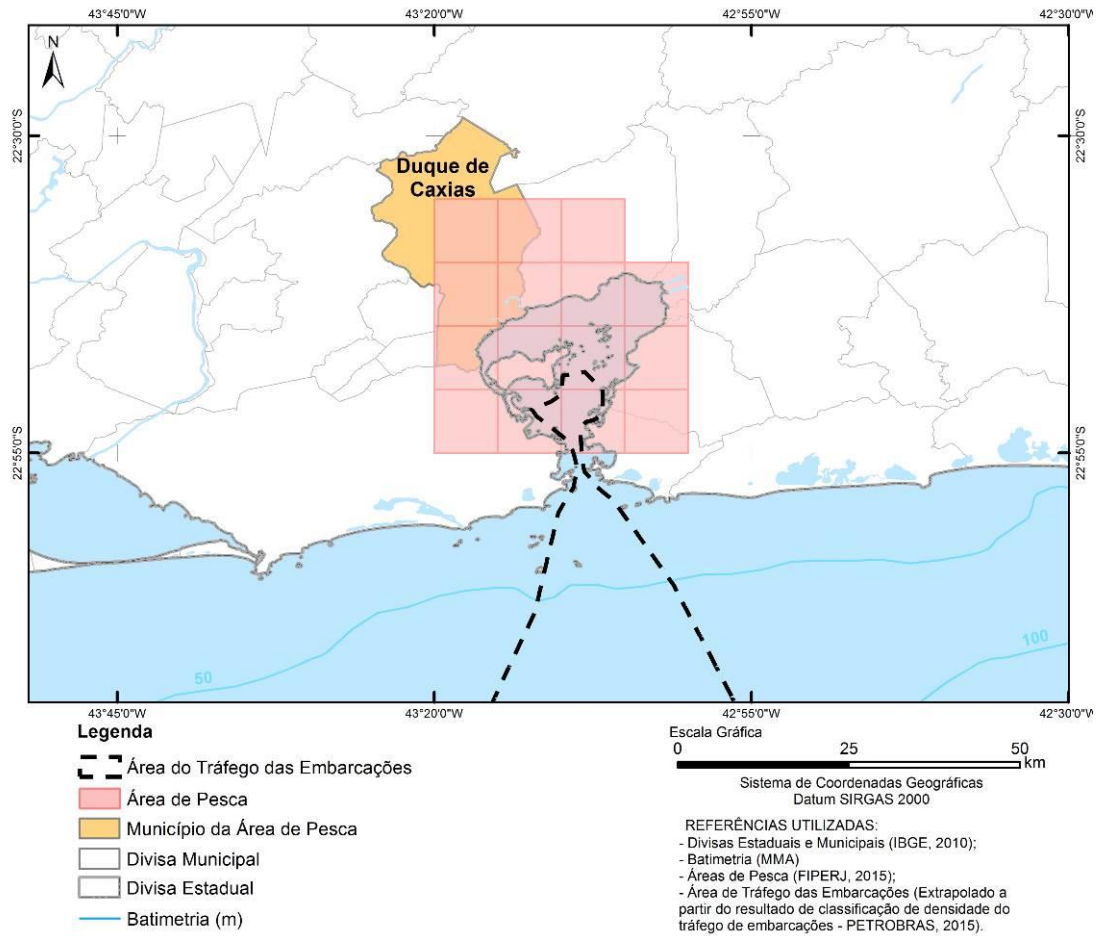 43°45'0"W
43°20'0"W
42°55'0"W
42°30'0"W
N
22°30'0"S
22°30'0"S
Duque de
Caxias
22°55'0"S
22°55'0"S
50
100
43°45'0"W
43°20'0"W
42°55'0"W
42°30'0"W
Legenda
Área do Tráfego das Embarcações
Área de Pesca
Município da Área de Pesca
Divisa Municipal
Divisa Estadual
Batimetria (m)
Escala Gráfica
0 25 50
km
Sistema de Coordenadas Geográficas
Datum SIRGAS 2000
REFERÊNCIAS UTILIZADAS:
- Divisas Estaduais e Municipais (IBGE, 2010);
- Batimetria (MMA)
- Áreas de Pesca (FIPERJ, 2015);
- Área de Tráfego das Embarcações (Extrapolado a
partir do resultado de classificação de densidade do
tráfego de embarcações - PETROBRAS, 2015).